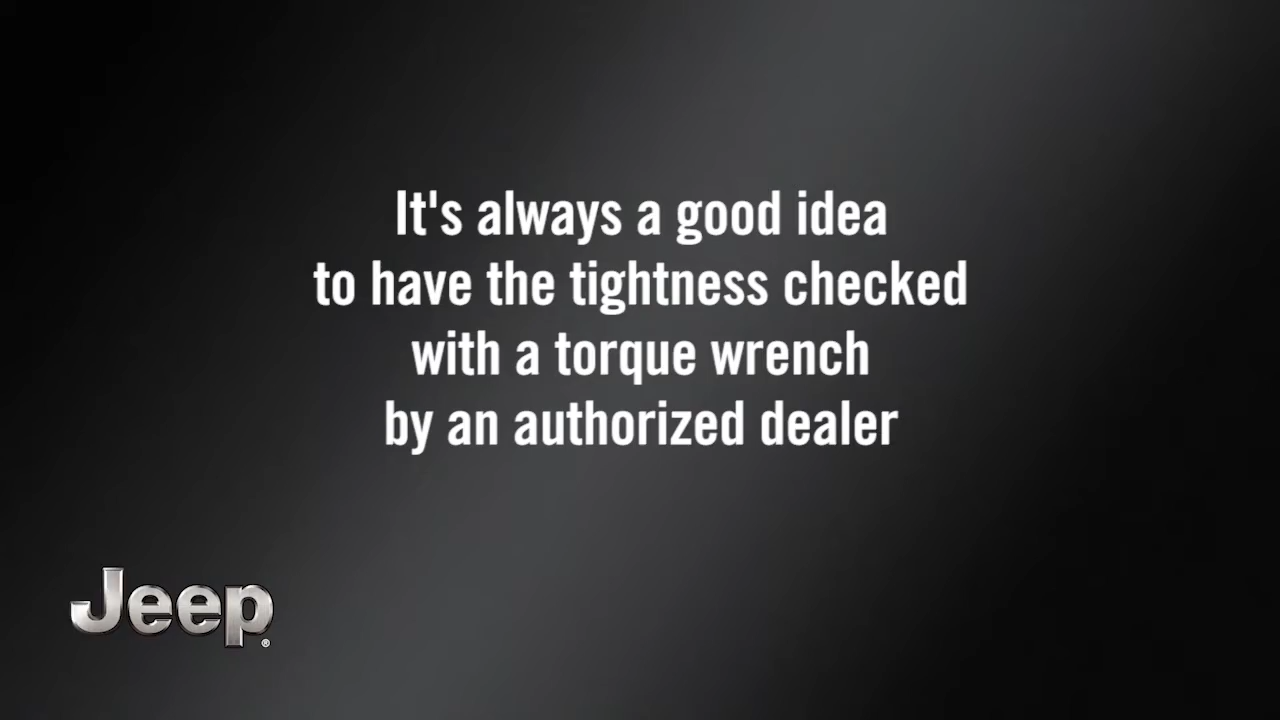 It's always a good idea
to have the tightness checked
with a torque wrench
by an authorized dealer
Jeep®